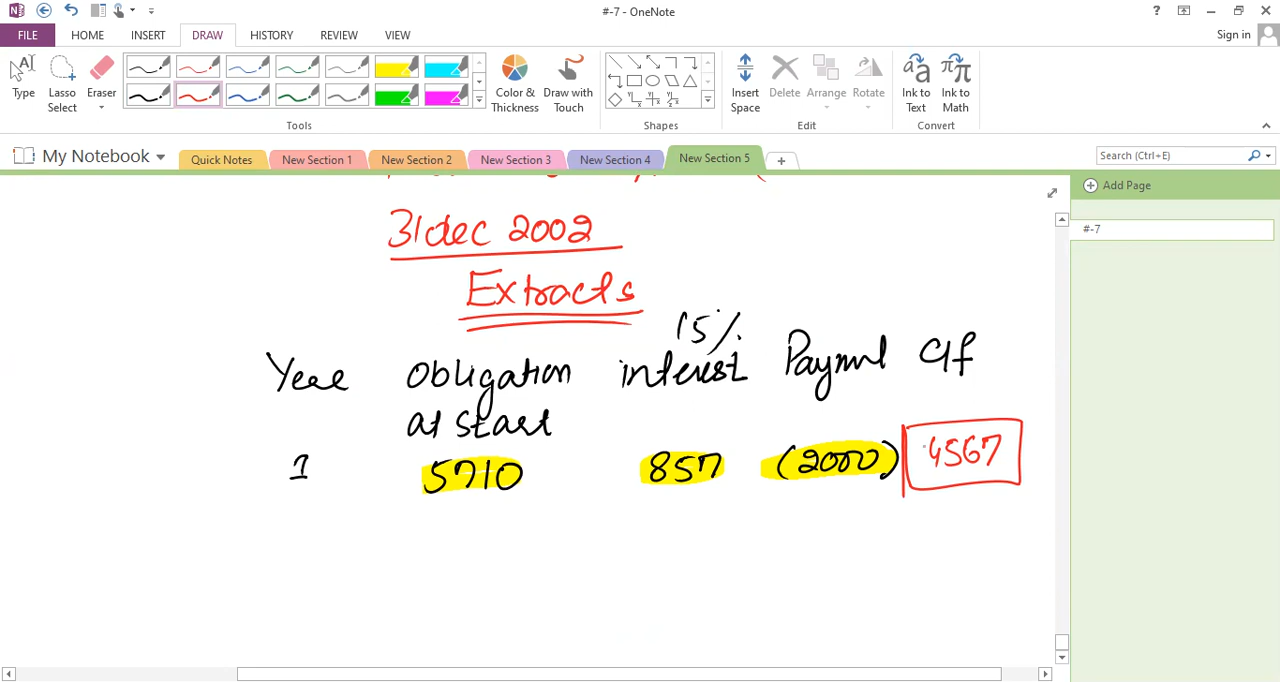 #-7 - OneNote
FILE HOME INSERT DRAW HISTORY REVIEW VIEW
Sign in
Type
Lasso Select
Eraser
Color & Thickness
Draw with Touch
Insert Space
Delete
Arrange
Rotate
Ink to Text
Ink to Math
Tools
Shapes
Edit
Convert
My Notebook
Quick Notes New Section 1 New Section 2 New Section 3 New Section 4 New Section 5
Search (Ctrl+E)
Add Page
#-7
31 dec 2002
Extracts
15%
Year Obligation interest Paymnt C/f
at start
1 5710 857 (2000) 4567